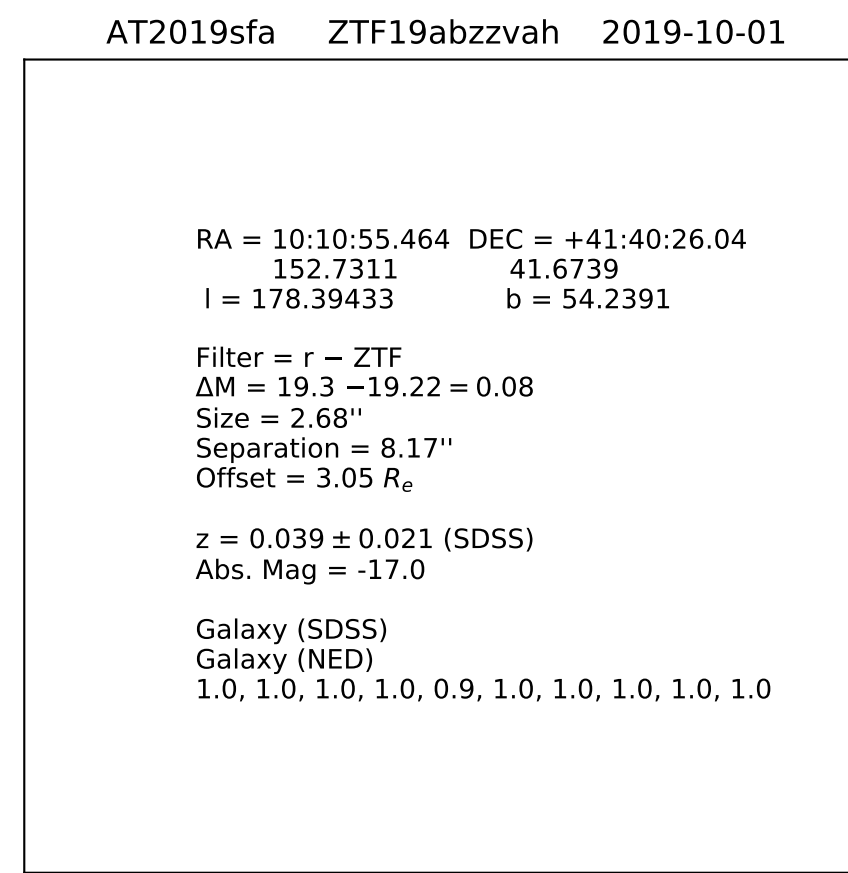 AT2019sfa ZTF19abzzvah 2019-10-01
RA = 10:10:55.464 DEC = +41:40:26.04
152.7311 41.6739
l = 178.39433 b = 54.2391
Filter = r − ZTF
ΔM = 19.3 −19.22 = 0.08
Size = 2.68''
Separation = 8.17''
Offset = 3.05 Rₑ
z = 0.039 ± 0.021 (SDSS)
Abs. Mag = -17.0
Galaxy (SDSS)
Galaxy (NED)
1.0, 1.0, 1.0, 1.0, 0.9, 1.0, 1.0, 1.0, 1.0, 1.0